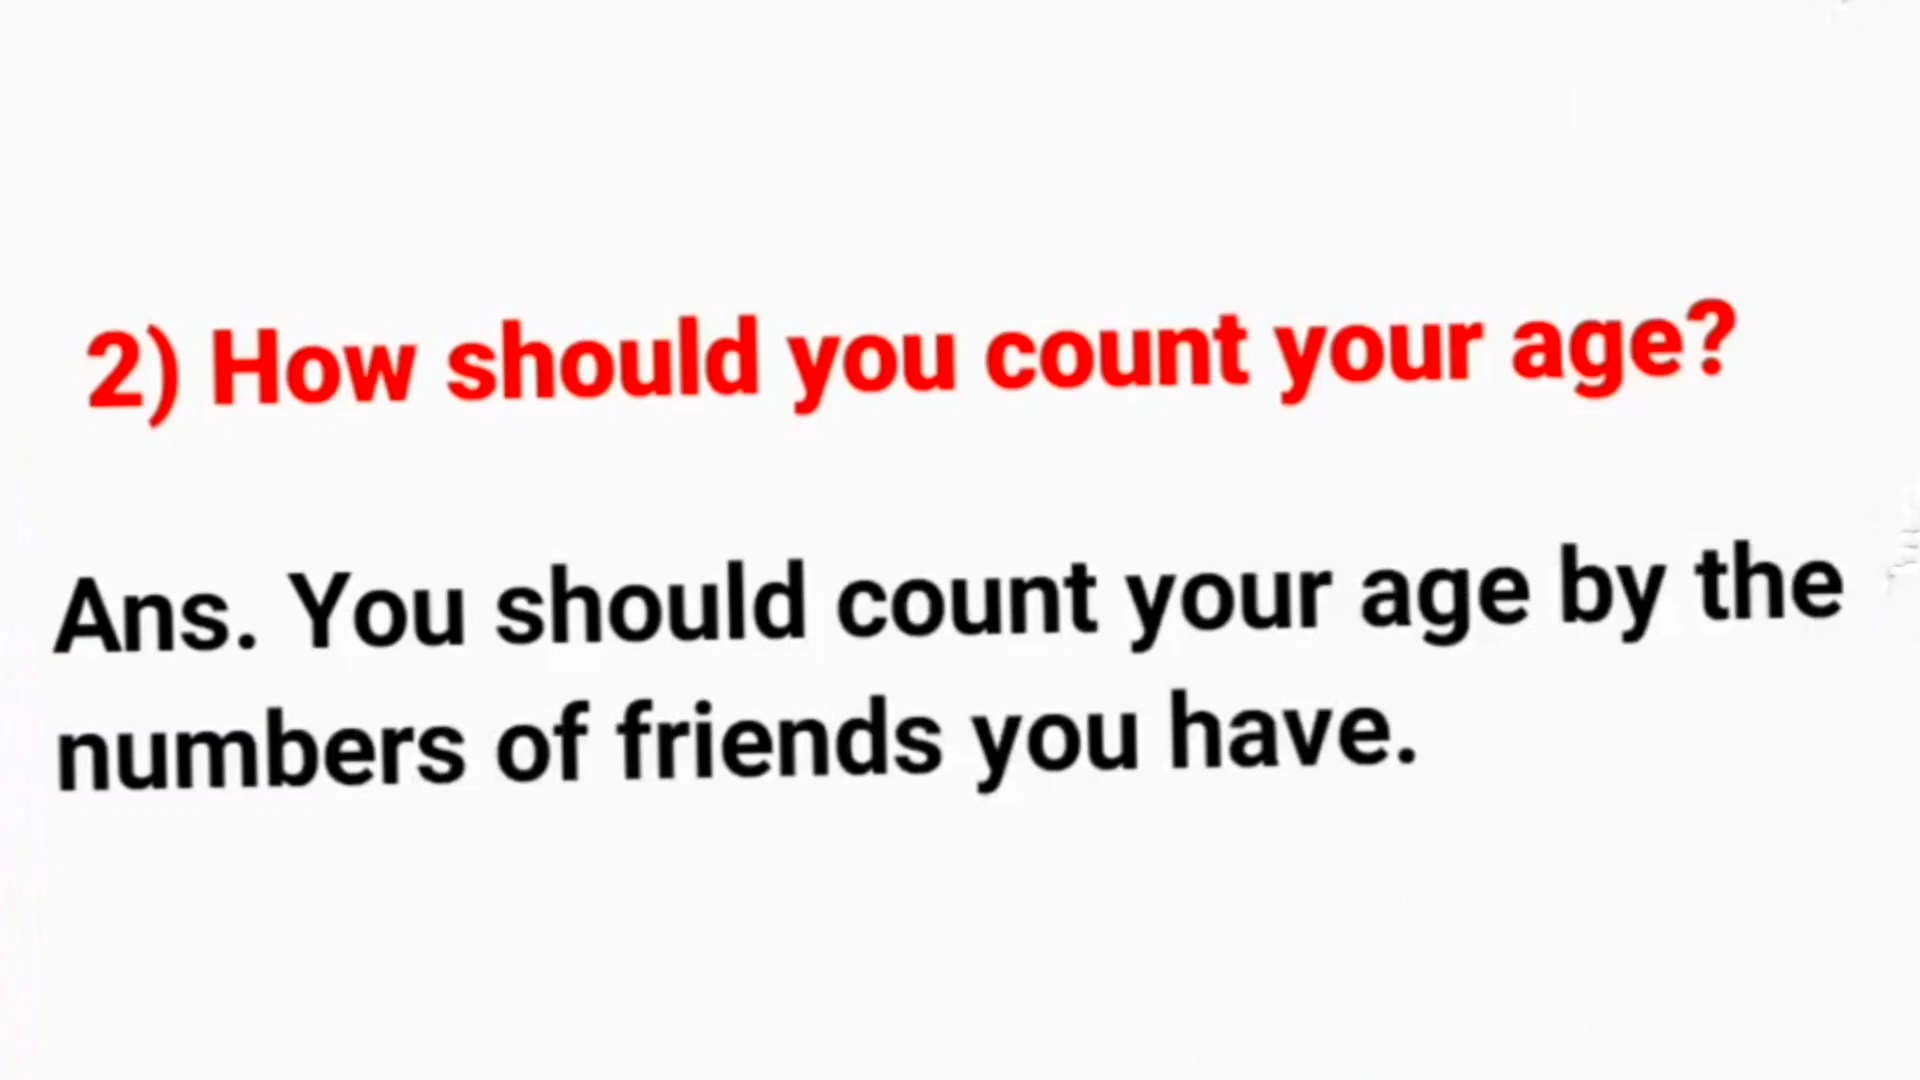 2) How should you count your age?
Ans. You should count your age by the
numbers of friends you have.